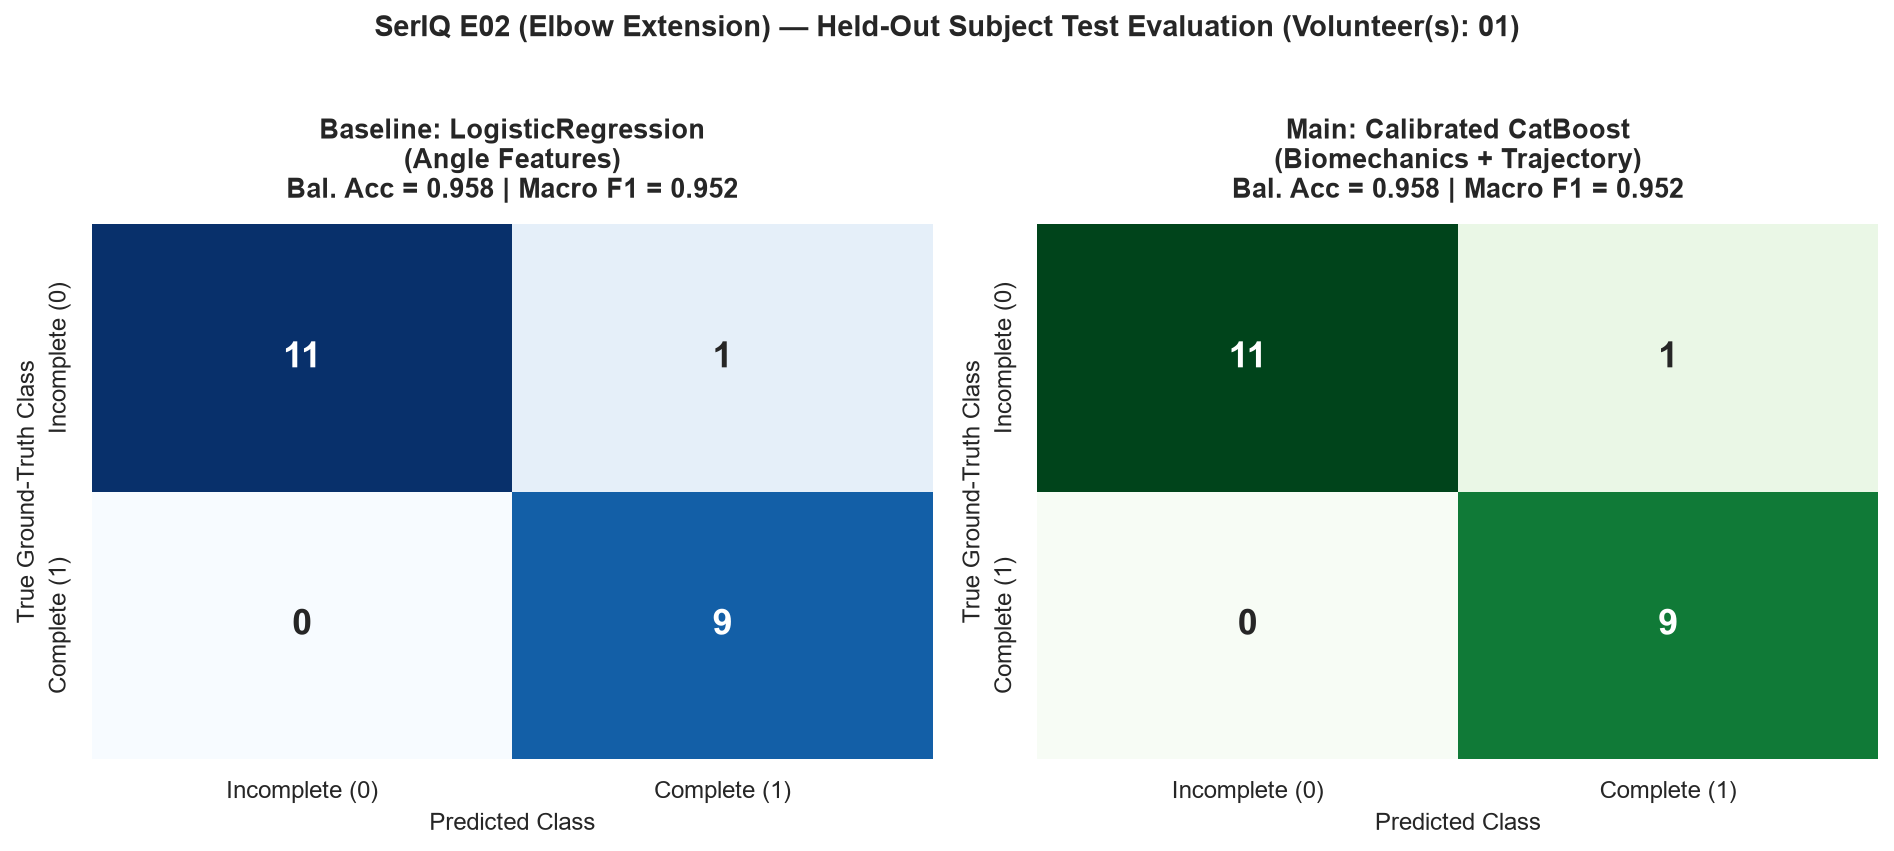 SerIQ E02 (Elbow Extension) — Held-Out Subject Test Evaluation (Volunteer(s): 01)
Baseline: LogisticRegression
(Angle Features)
Bal. Acc = 0.958 | Macro F1 = 0.952
True Ground-Truth Class
Incomplete (0)
11
1
Complete (1)
0
9
Incomplete (0)
Complete (1)
Predicted Class
Main: Calibrated CatBoost
(Biomechanics + Trajectory)
Bal. Acc = 0.958 | Macro F1 = 0.952
True Ground-Truth Class
Incomplete (0)
11
1
Complete (1)
0
9
Incomplete (0)
Complete (1)
Predicted Class